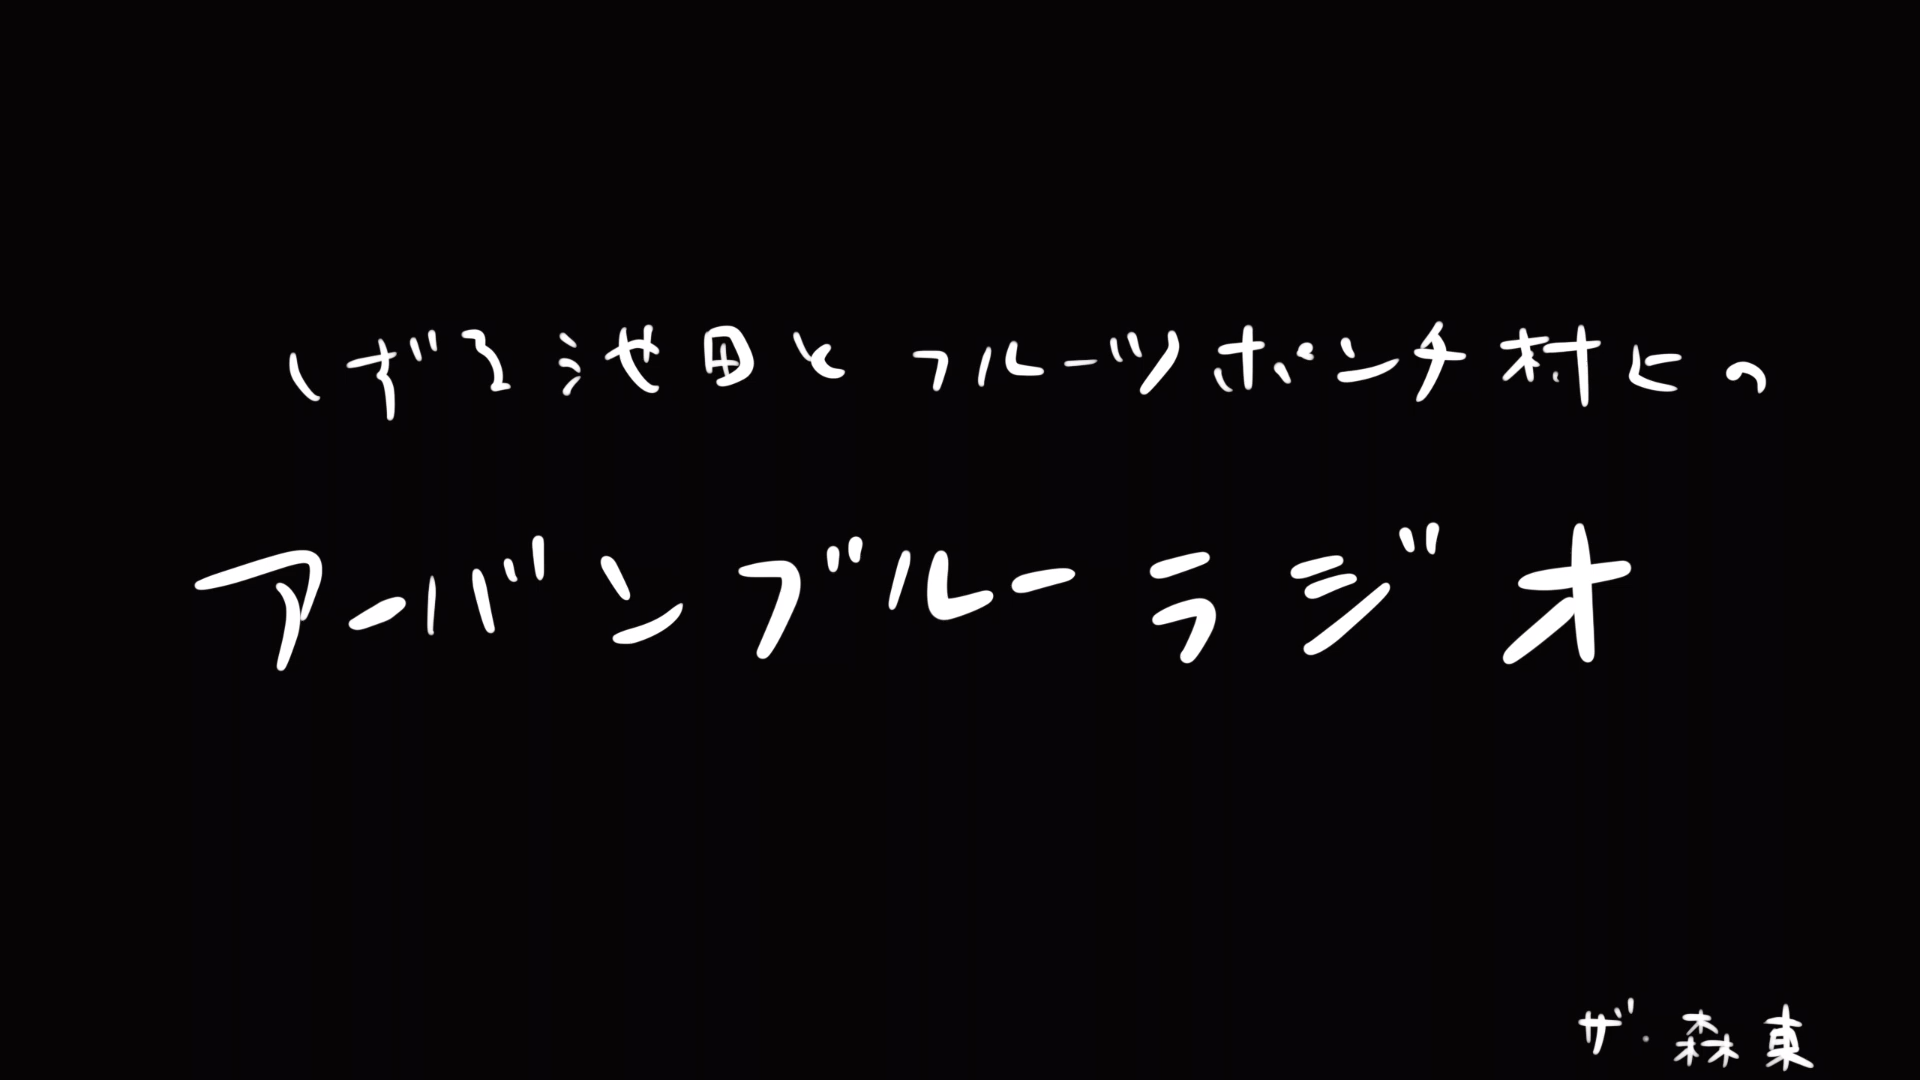 しずる池田とフルーツポンチ村上の
アーバンブルーラジオ
ザ・森東